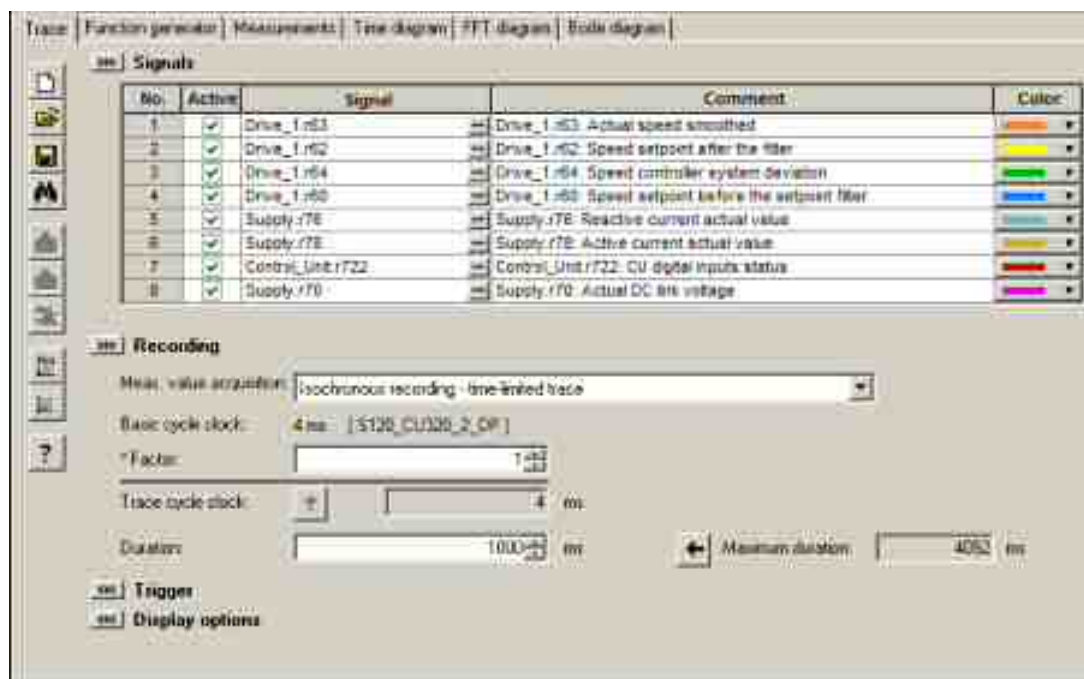 Trace Function generator Measurements Time diagram FFT diagram Bode diagram
Signals
No. Active Signal Comment Color
1 Drive_1.r63 Drive_1.r63: Actual speed smoothed
2 Drive_1.r62 Drive_1.r62: Speed setpoint after the filter
3 Drive_1.r64 Drive_1.r64: Speed controller system deviation
4 Drive_1.r60 Drive_1.r60: Speed setpoint before the setpoint filter
5 Supply.r76 Supply.r76: Reactive current actual value
6 Supply.r78 Supply.r78: Active current actual value
7 Control_Unit.r722 Control_Unit.r722: CU digital inputs status
8 Supply.r70 Supply.r70: Actual DC link voltage
Recording
Meas. value acquisition: Isochronous recording - time-limited trace
Basic cycle clock: 4 ms [ S120_CU320_2_DP ]
* Factor: 1
Trace cycle clock: 4 ms
Duration: 1000 ms Maximum duration 4052 ms
?
Trigger
Display options